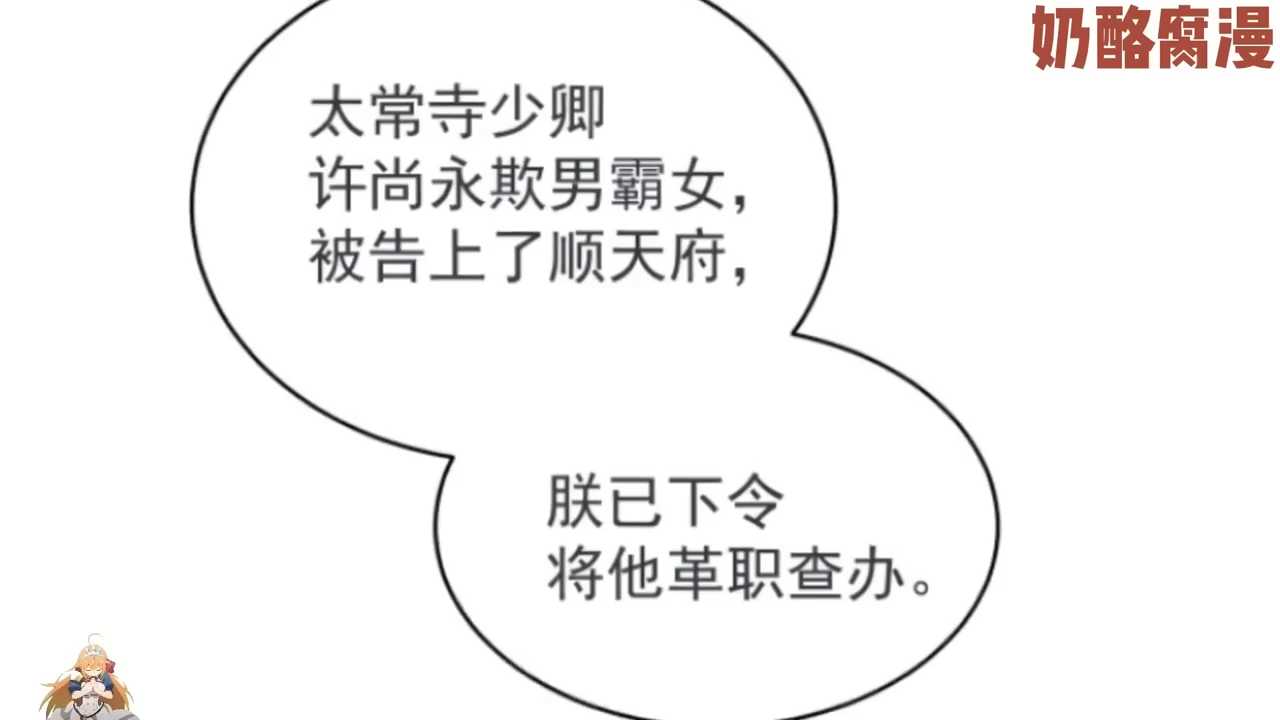 奶酪腐漫
太常寺少卿
许尚永欺男霸女，
被告上了顺天府，
朕已下令
将他革职查办。